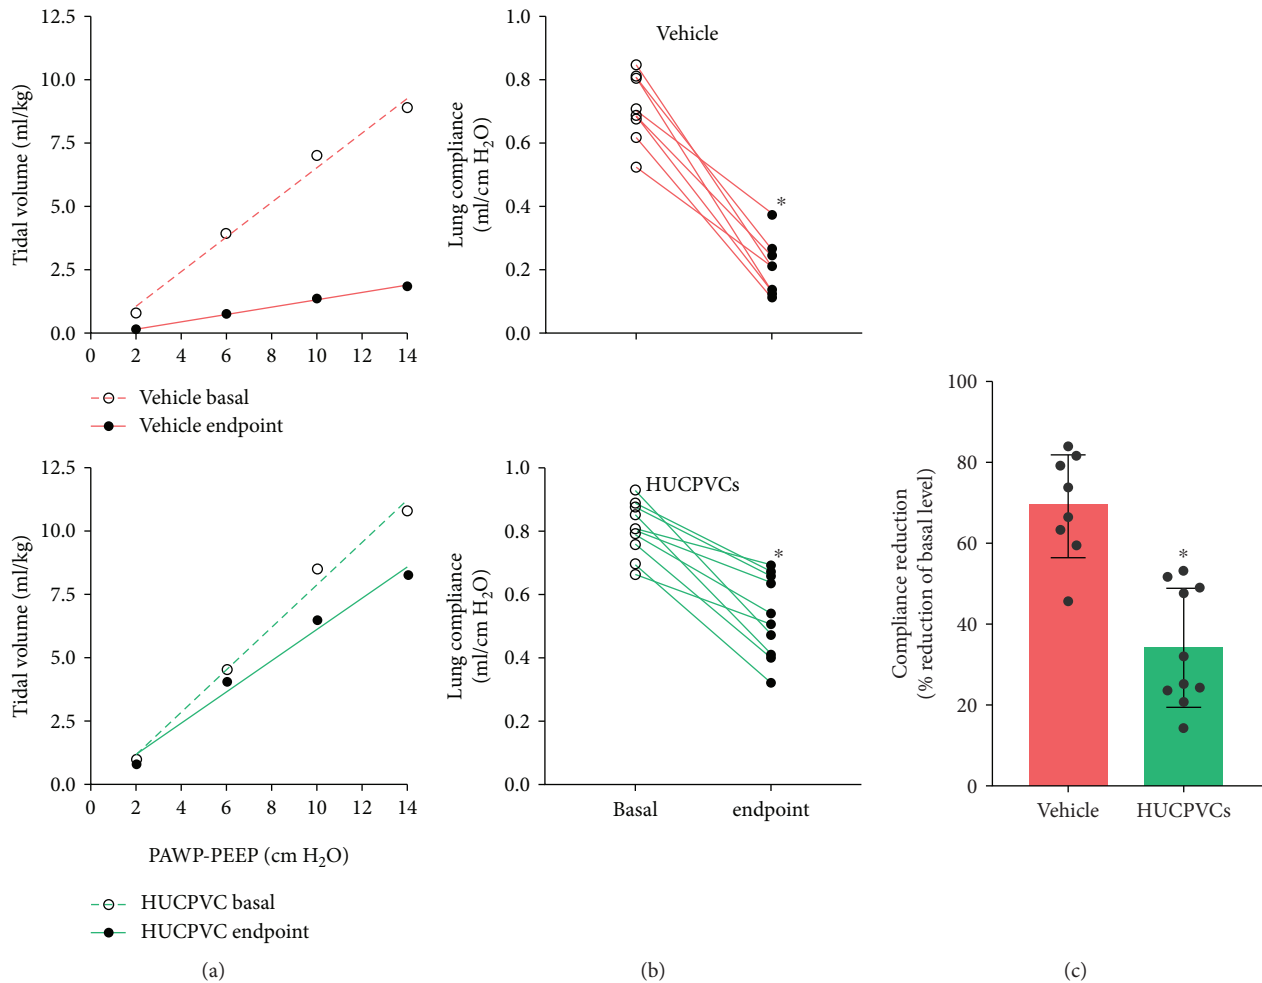 12.5
10.0
7.5
5.0
2.5
0.0
0 2 4 6 8 10 12 14
Tidal volume (ml/kg)
Vehicle basal
Vehicle endpoint
1.0
0.8
0.6
0.4
0.2
0.0
Lung compliance
(ml/cm H₂O)
Vehicle
*
12.5
10.0
7.5
5.0
2.5
0.0
0 2 4 6 8 10 12 14
Tidal volume (ml/kg)
PAWP-PEEP (cm H₂O)
HUCPVC basal
HUCPVC endpoint
(a)
1.0
0.8
0.6
0.4
0.2
0.0
Lung compliance
(ml/cm H₂O)
HUCPVCs
*
Basal endpoint
(b)
100
80
60
40
20
0
Compliance reduction
(% reduction of basal level)
*
Vehicle HUCPVCs
(c)